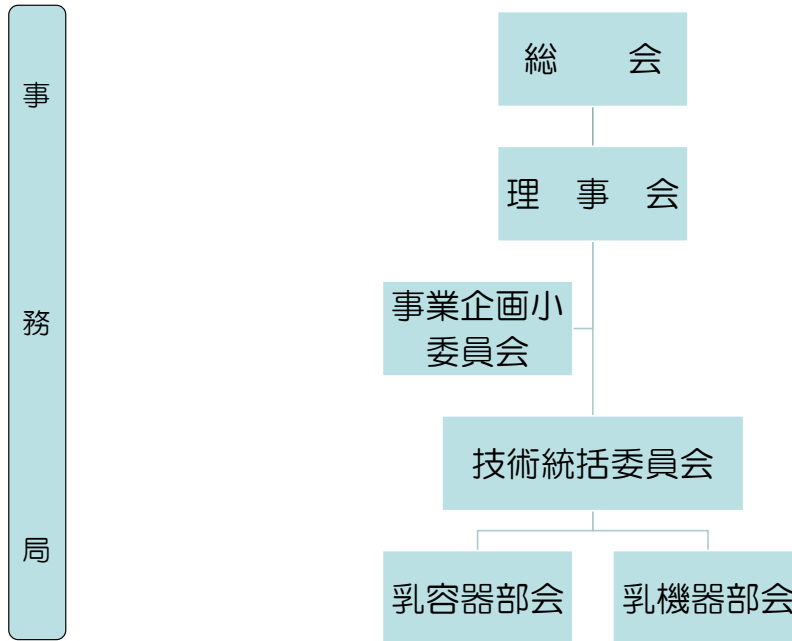 事務局
総　会
理　事　会
事業企画小
委員会
技術統括委員会
乳容器部会
乳機器部会